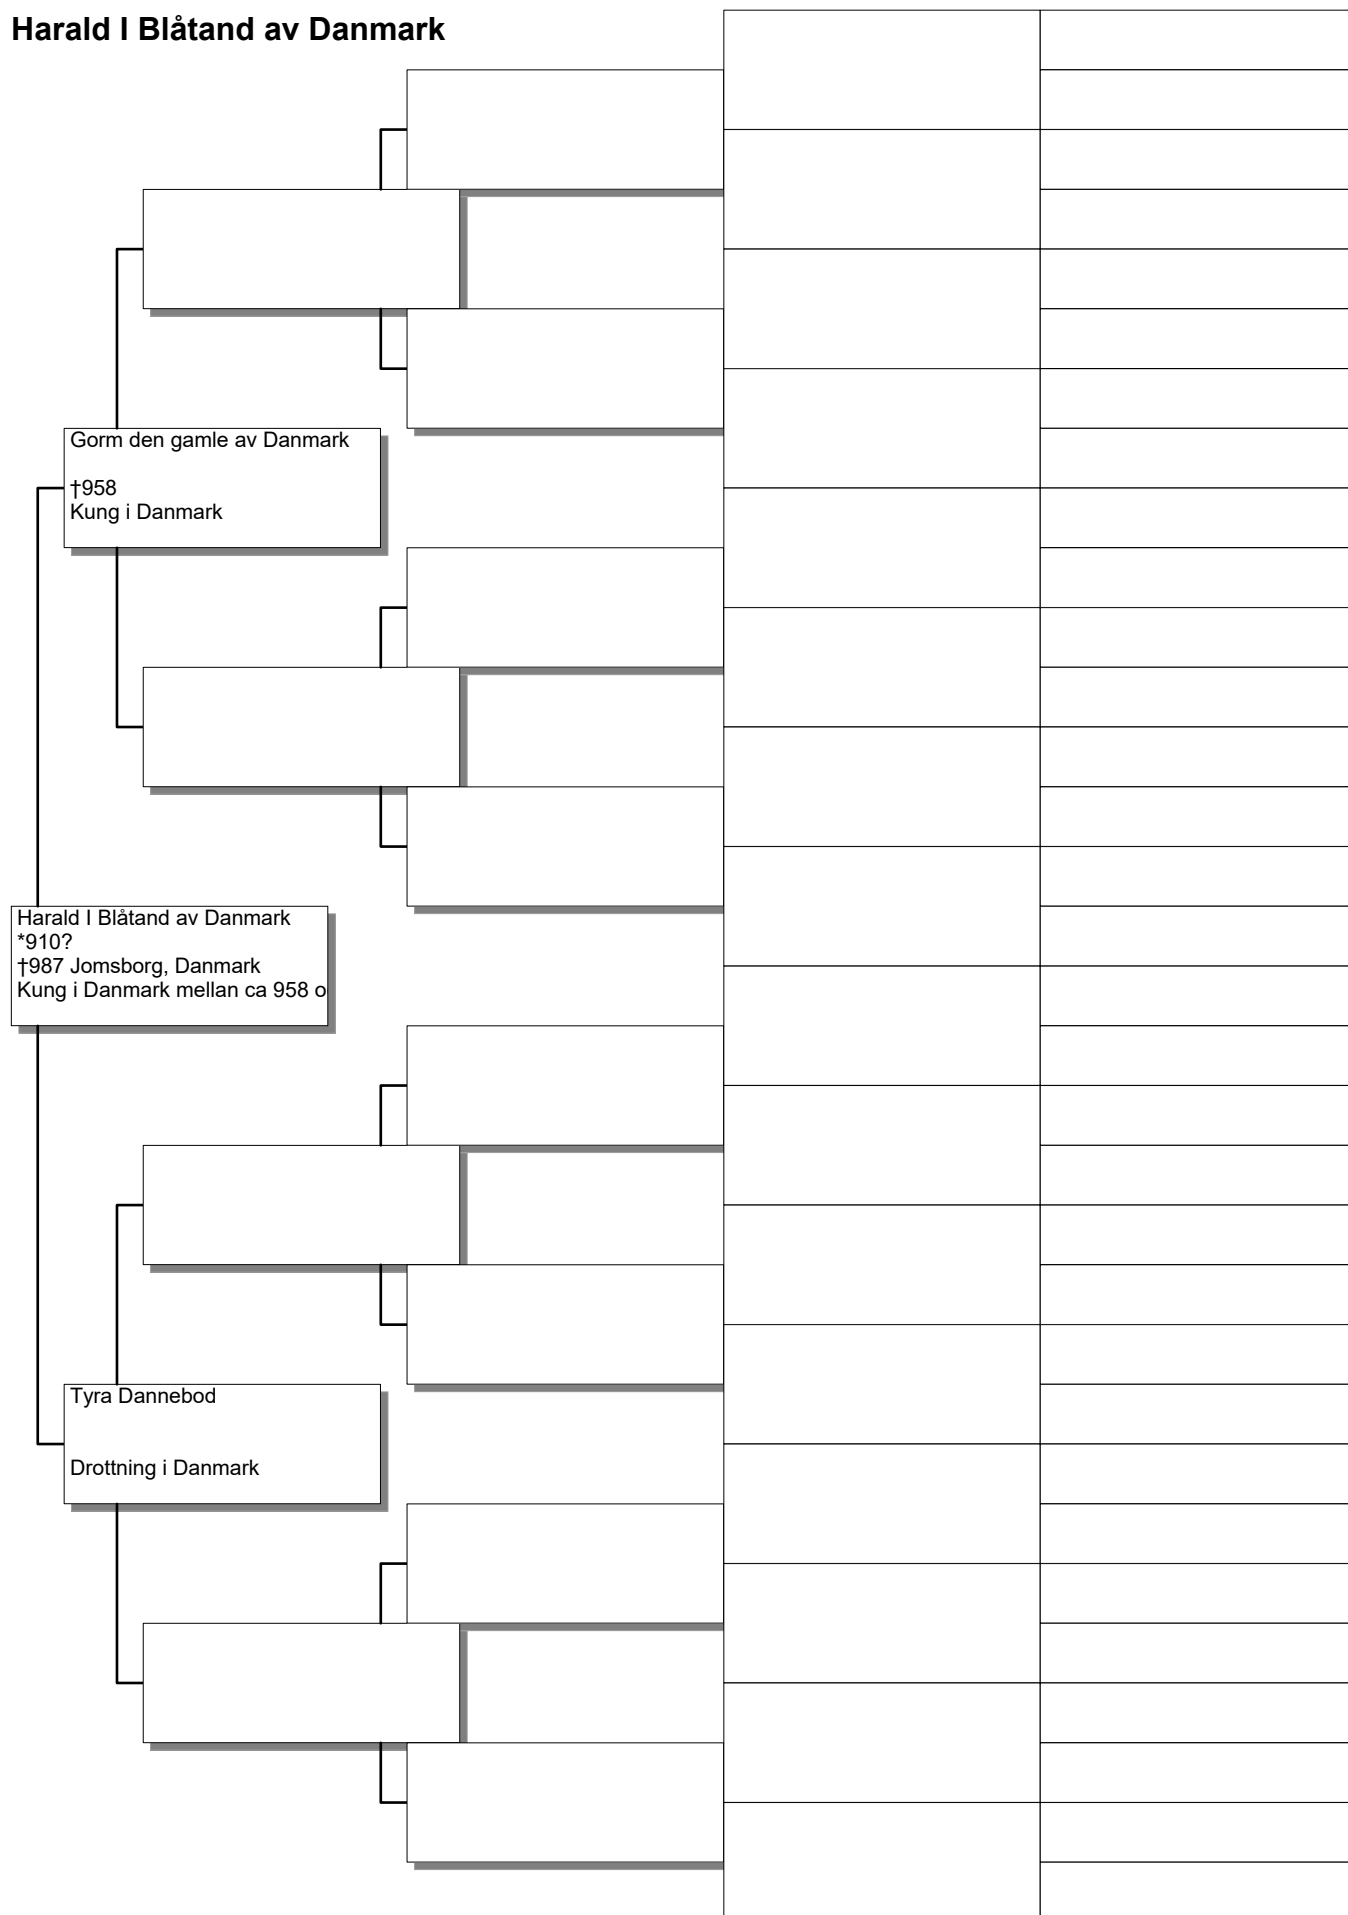 Harald I Blåtand av Danmark
Gorm den gamle av Danmark
†958
Kung i Danmark
Harald I Blåtand av Danmark
*910?
†987 Jomsborg, Danmark
Kung i Danmark mellan ca 958 o
Tyra Dannebod
Drottning i Danmark